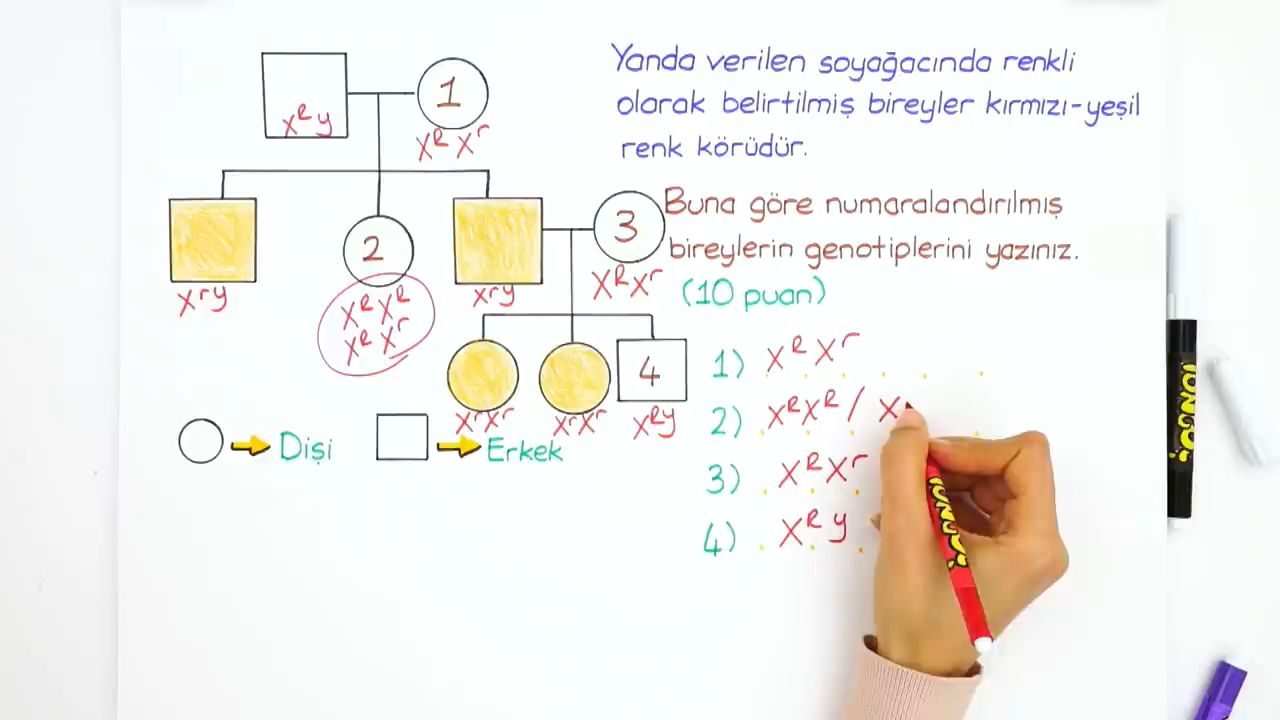 Yanda verilen soyağacında renkli
olarak belirtilmiş bireyler kırmızı-yeşil
renk körüdür.
Buna göre numaralandırılmış
bireylerin genotiplerini yazınız.
(10 puan)
1
XᴿY
XᴿXʳ
2
3
XʳY
XᴿXᴿ
XᴿXʳ
XʳY
XᴿXʳ
4
XʳXʳ
XʳXʳ
XᴿY
Dişi
Erkek
1) XᴿXʳ
2) XᴿXᴿ / X
3) XᴿXʳ
4) XᴿY